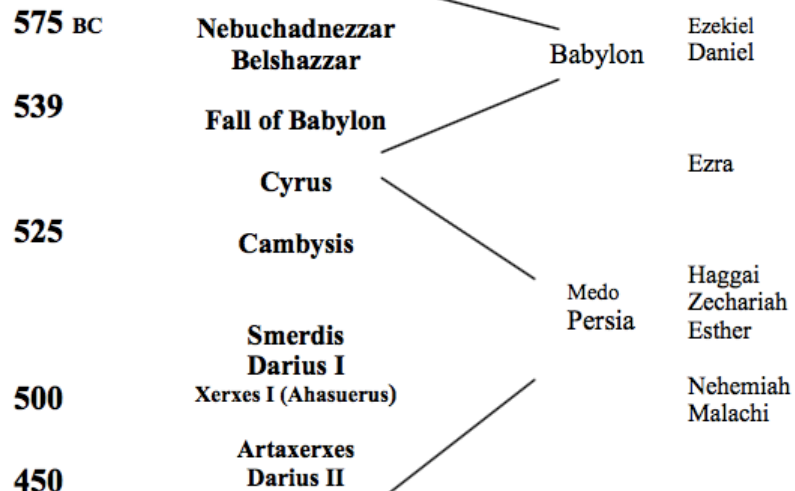 575 BC
Nebuchadnezzar
Belshazzar
Babylon
Ezekiel
Daniel
539
Fall of Babylon
Ezra
Cyrus
525
Cambysis
Haggai
Medo
Zechariah
Persia
Esther
Smerdis
Darius I
Xerxes I (Ahasuerus)
500
Nehemiah
Malachi
Artaxerxes
Darius II
450